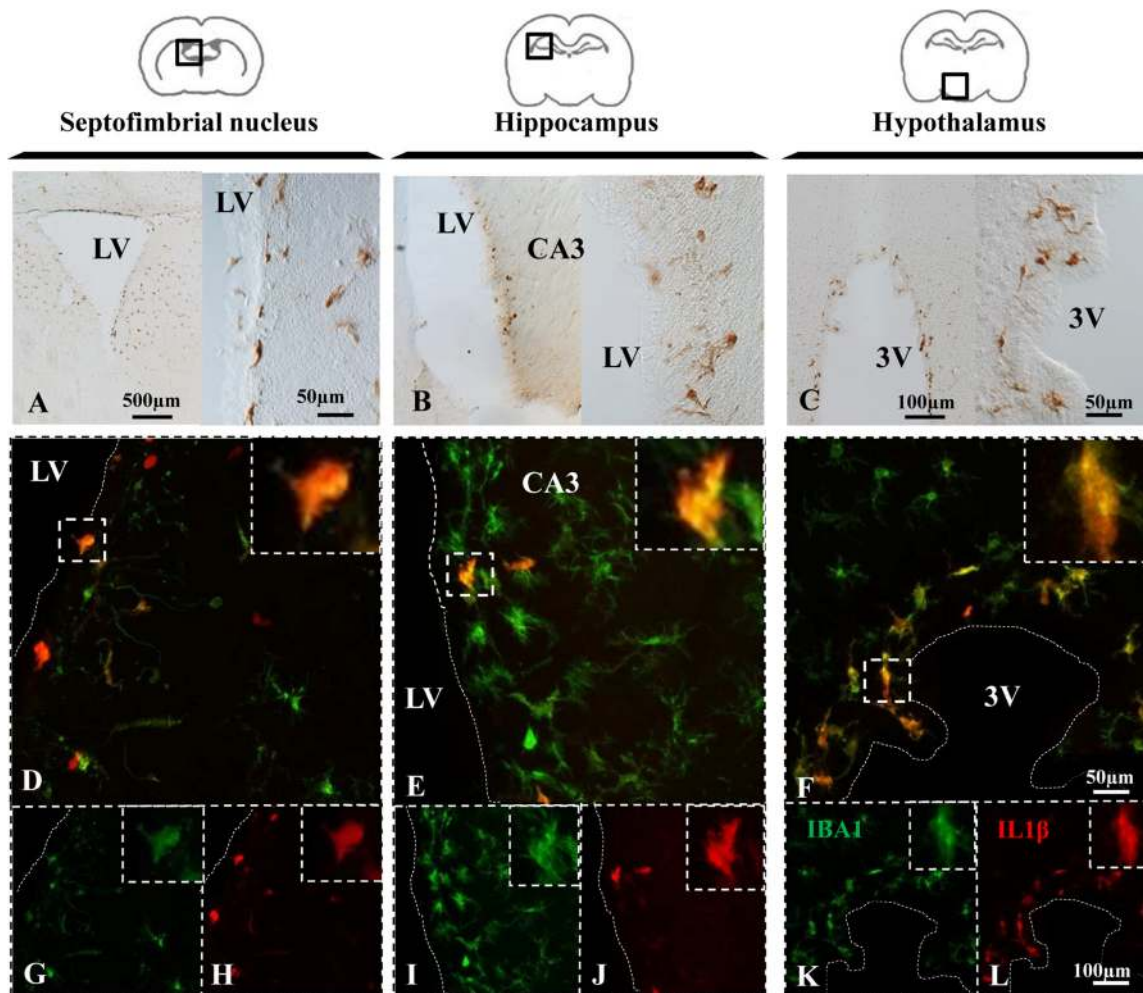 Septofimbrial nucleus
Hippocampus
Hypothalamus
LV
A
500µm
LV
50µm
LV
CA3
B
LV
3V
C
100µm
3V
50µm
LV
D
CA3
LV
E
3V
F
50µm
G
H
I
J
IBA1
K
IL1β
L
100µm